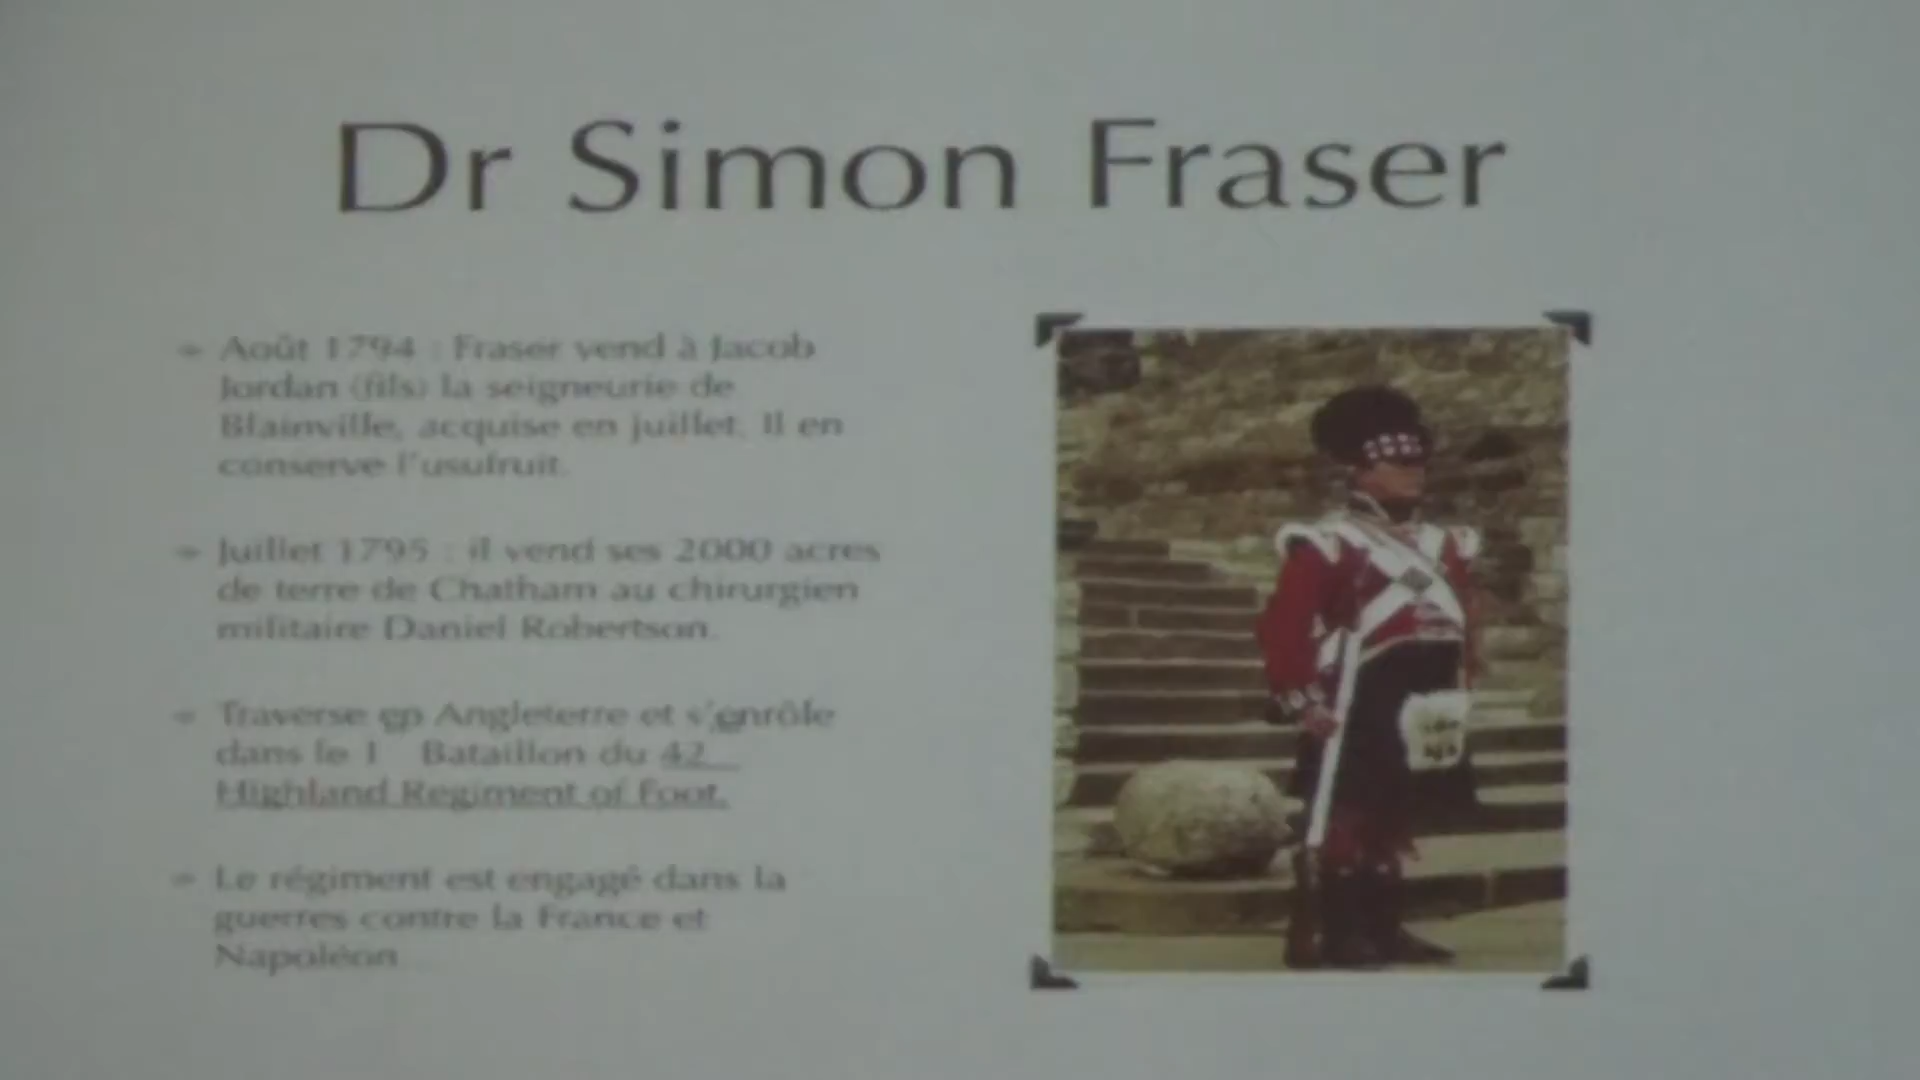 Dr Simon Fraser
Août 1794 : Fraser vend à Jacob
Jordan (fils) la seigneurie de
Blainville, acquise en juillet. Il en
conserve l'usufruit.
Juillet 1795 : il vend ses 2000 acres
de terre de Chatham au chirurgien
militaire Daniel Robertson.
Traverse en Angleterre et s'enrôle
dans le 1 Bataillon du 42
Highland Regiment of Foot.
Le régiment est engagé dans la
guerres contre la France et
Napoléon...